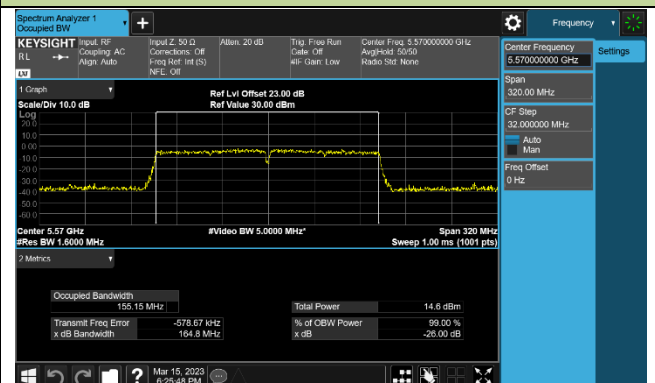 Spectrum Analyzer 1
Occupied BW
+
Frequency
KEYSIGHT
RL
Input: RF
Coupling: AC
Align: Auto
Input Z: 50 Ω
Corrections: Off
Freq Ref: Int (S)
NFE: Off
Atten: 20 dB
Trig: Free Run
Gate: Off
#IF Gain: Low
Center Freq: 5.570000000 GHz
Avg|Hold: 50/50
Radio Std: None
LXI
1 Graph
Scale/Div 10.0 dB
Ref Lvl Offset 23.00 dB
Ref Value 30.00 dBm
Log
20.0
10.0
0.00
-10.0
-20.0
-30.0
-40.0
-50.0
-60.0
Center 5.57 GHz
#Video BW 5.0000 MHz*
Span 320 MHz
#Res BW 1.6000 MHz
Sweep 1.00 ms (1001 pts)
2 Metrics
Occupied Bandwidth
155.15 MHz
Total Power
14.6 dBm
Transmit Freq Error
-578.67 kHz
% of OBW Power
99.00 %
x dB Bandwidth
164.8 MHz
x dB
-26.00 dB
Center Frequency
5.570000000 GHz
Settings
Span
320.00 MHz
CF Step
32.000000 MHz
Auto
Man
Freq Offset
0 Hz
?
Mar 15, 2023
6:25:48 PM